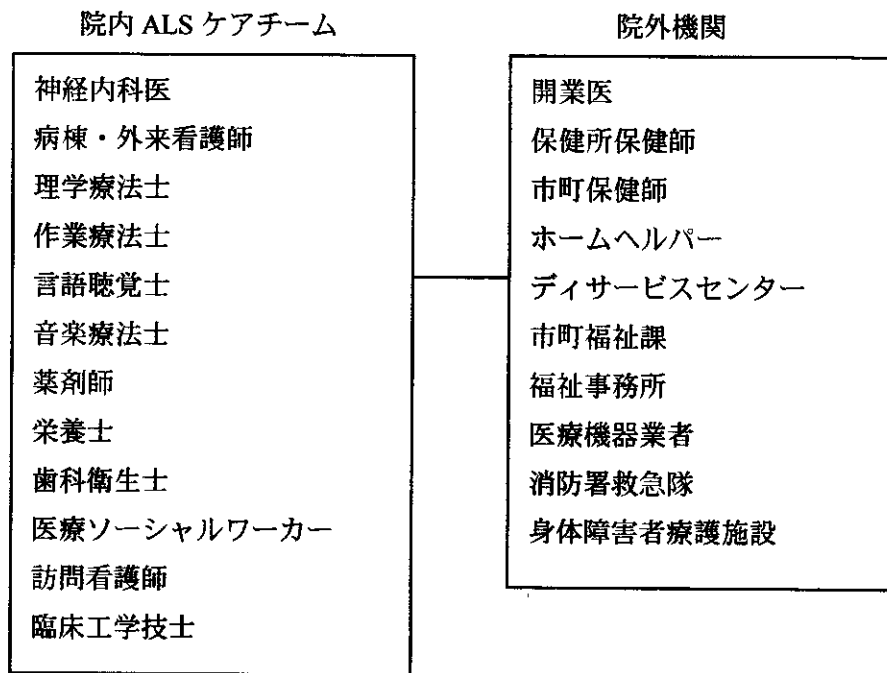 院内 ALS ケアチーム
神経内科医
病棟・外来看護師
理学療法士
作業療法士
言語聴覚士
音楽療法士
薬剤師
栄養士
歯科衛生士
医療ソーシャルワーカー
訪問看護師
臨床工学技士
院外機関
開業医
保健所保健師
市町保健師
ホームヘルパー
ディサービスセンター
市町福祉課
福祉事務所
医療機器業者
消防署救急隊
身体障害者療護施設